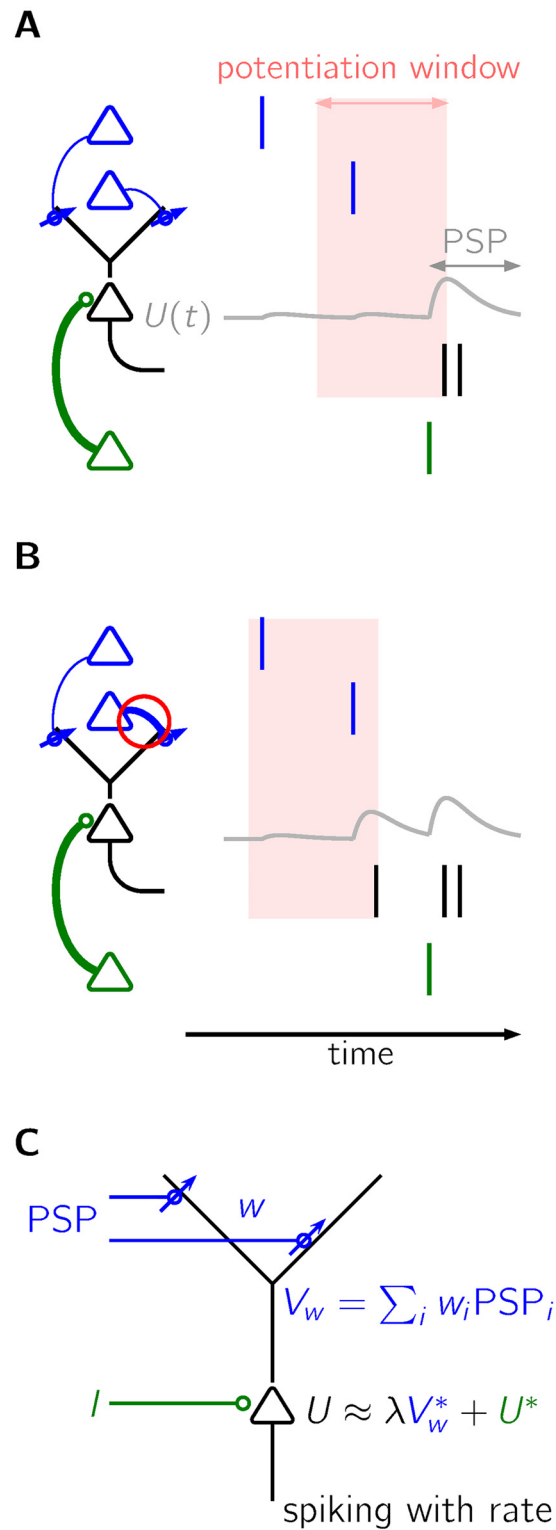 A
potentiation window
PSP
U(t)
B
time
C
PSP
w
V_w = ∑_i w_i PSP_i
I
U ≈ λV_w^* + U^*
spiking with rate